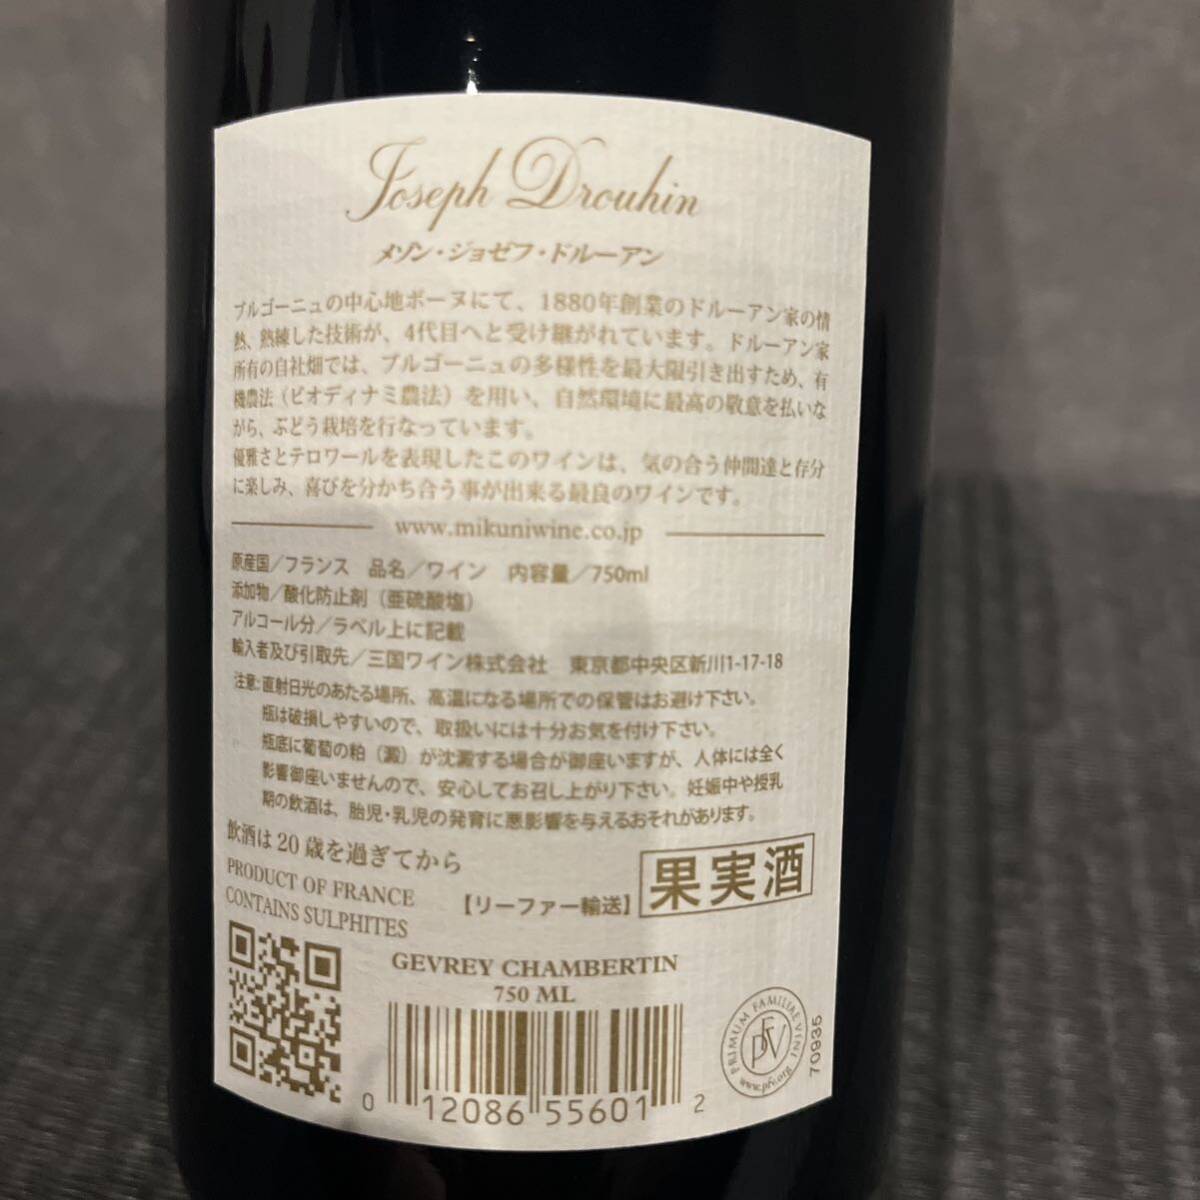 Joseph Drouhin
メゾン・ジョゼフ・ドルーアン
ブルゴーニュの中心地ボーヌにて、1880年創業のドルーアン家の情
熱、熟練した技術が、4代目へと受け継がれています。ドルーアン家
所有の自社畑では、ブルゴーニュの多様性を最大限引き出すため、有
機農法（ビオディナミ農法）を用い、自然環境に最高の敬意を払いな
がら、ぶどう栽培を行なっています。
優雅さとテロワールを表現したこのワインは、気の合う仲間達と存分
に楽しみ、喜びを分かち合う事が出来る最良のワインです。
www.mikuniwine.co.jp
原産国／フランス 品名／ワイン 内容量／750ml
添加物／酸化防止剤（亜硫酸塩）
アルコール分／ラベル上に記載
輸入者及び引取先／三国ワイン株式会社 東京都中央区新川1-17-18
注意：直射日光のあたる場所、高温になる場所での保管はお避け下さい。
瓶は破損しやすいので、取扱いには十分お気を付け下さい。
瓶底に葡萄の粕（澱）が沈澱する場合が御座いますが、人体には全く
影響御座いませんので、安心してお召し上がり下さい。妊娠中や授乳
期の飲酒は、胎児・乳児の発育に悪影響を与えるおそれがあります。
飲酒は20歳を過ぎてから
PRODUCT OF FRANCE
CONTAINS SULPHITES
【リーファー輸送】
果実酒
GEVREY CHAMBERTIN
750 ML
0 12086 55601 2
PRIMUM FAMILIAE VINI
PFV
www.pfv.org
70935